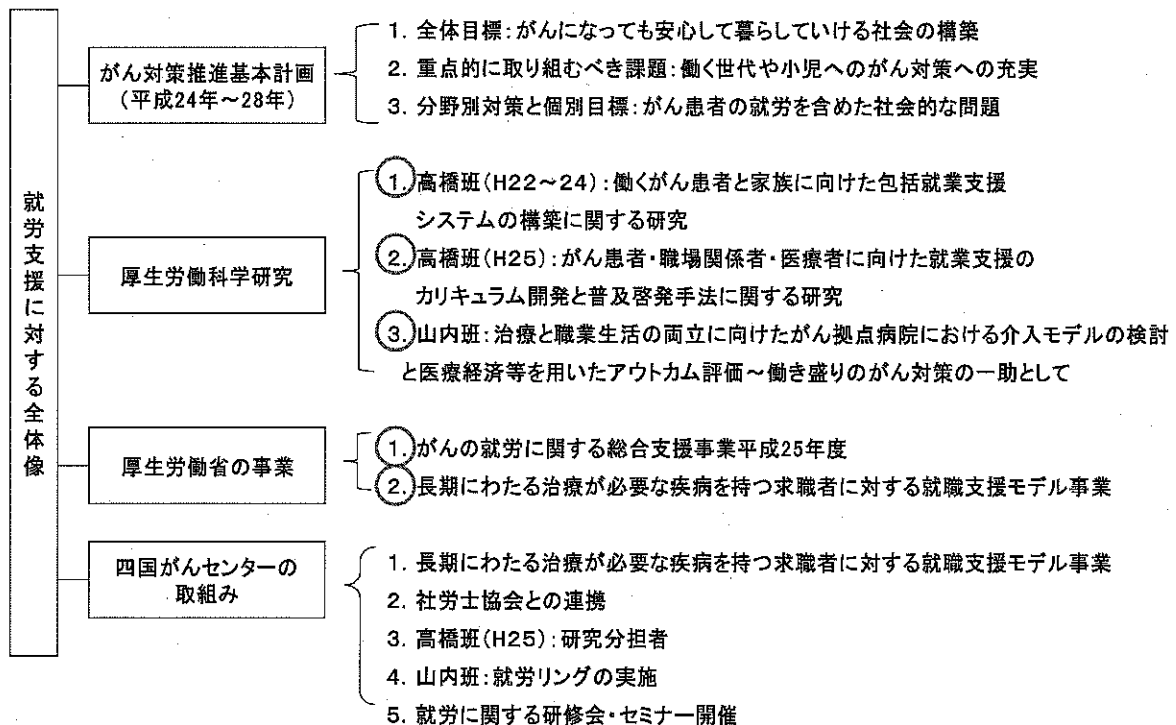 就労支援に対する全体像
がん対策推進基本計画
(平成24年～28年)
1. 全体目標:がんになっても安心して暮らしていける社会の構築
2. 重点的に取り組むべき課題:働く世代や小児へのがん対策への充実
3. 分野別対策と個別目標:がん患者の就労を含めた社会的な問題
厚生労働科学研究
1. 高橋班(H22～24):働くがん患者と家族に向けた包括就業支援
システムの構築に関する研究
2. 高橋班(H25):がん患者・職場関係者・医療者に向けた就業支援の
カリキュラム開発と普及啓発手法に関する研究
3. 山内班:治療と職業生活の両立に向けたがん拠点病院における介入モデルの検討
と医療経済等を用いたアウトカム評価～働き盛りのがん対策の一助として
厚生労働省の事業
1. がんの就労に関する総合支援事業平成25年度
2. 長期にわたる治療が必要な疾病を持つ求職者に対する就職支援モデル事業
四国がんセンターの
取組み
1. 長期にわたる治療が必要な疾病を持つ求職者に対する就職支援モデル事業
2. 社労士協会との連携
3. 高橋班(H25):研究分担者
4. 山内班:就労リングの実施
5. 就労に関する研修会・セミナー開催